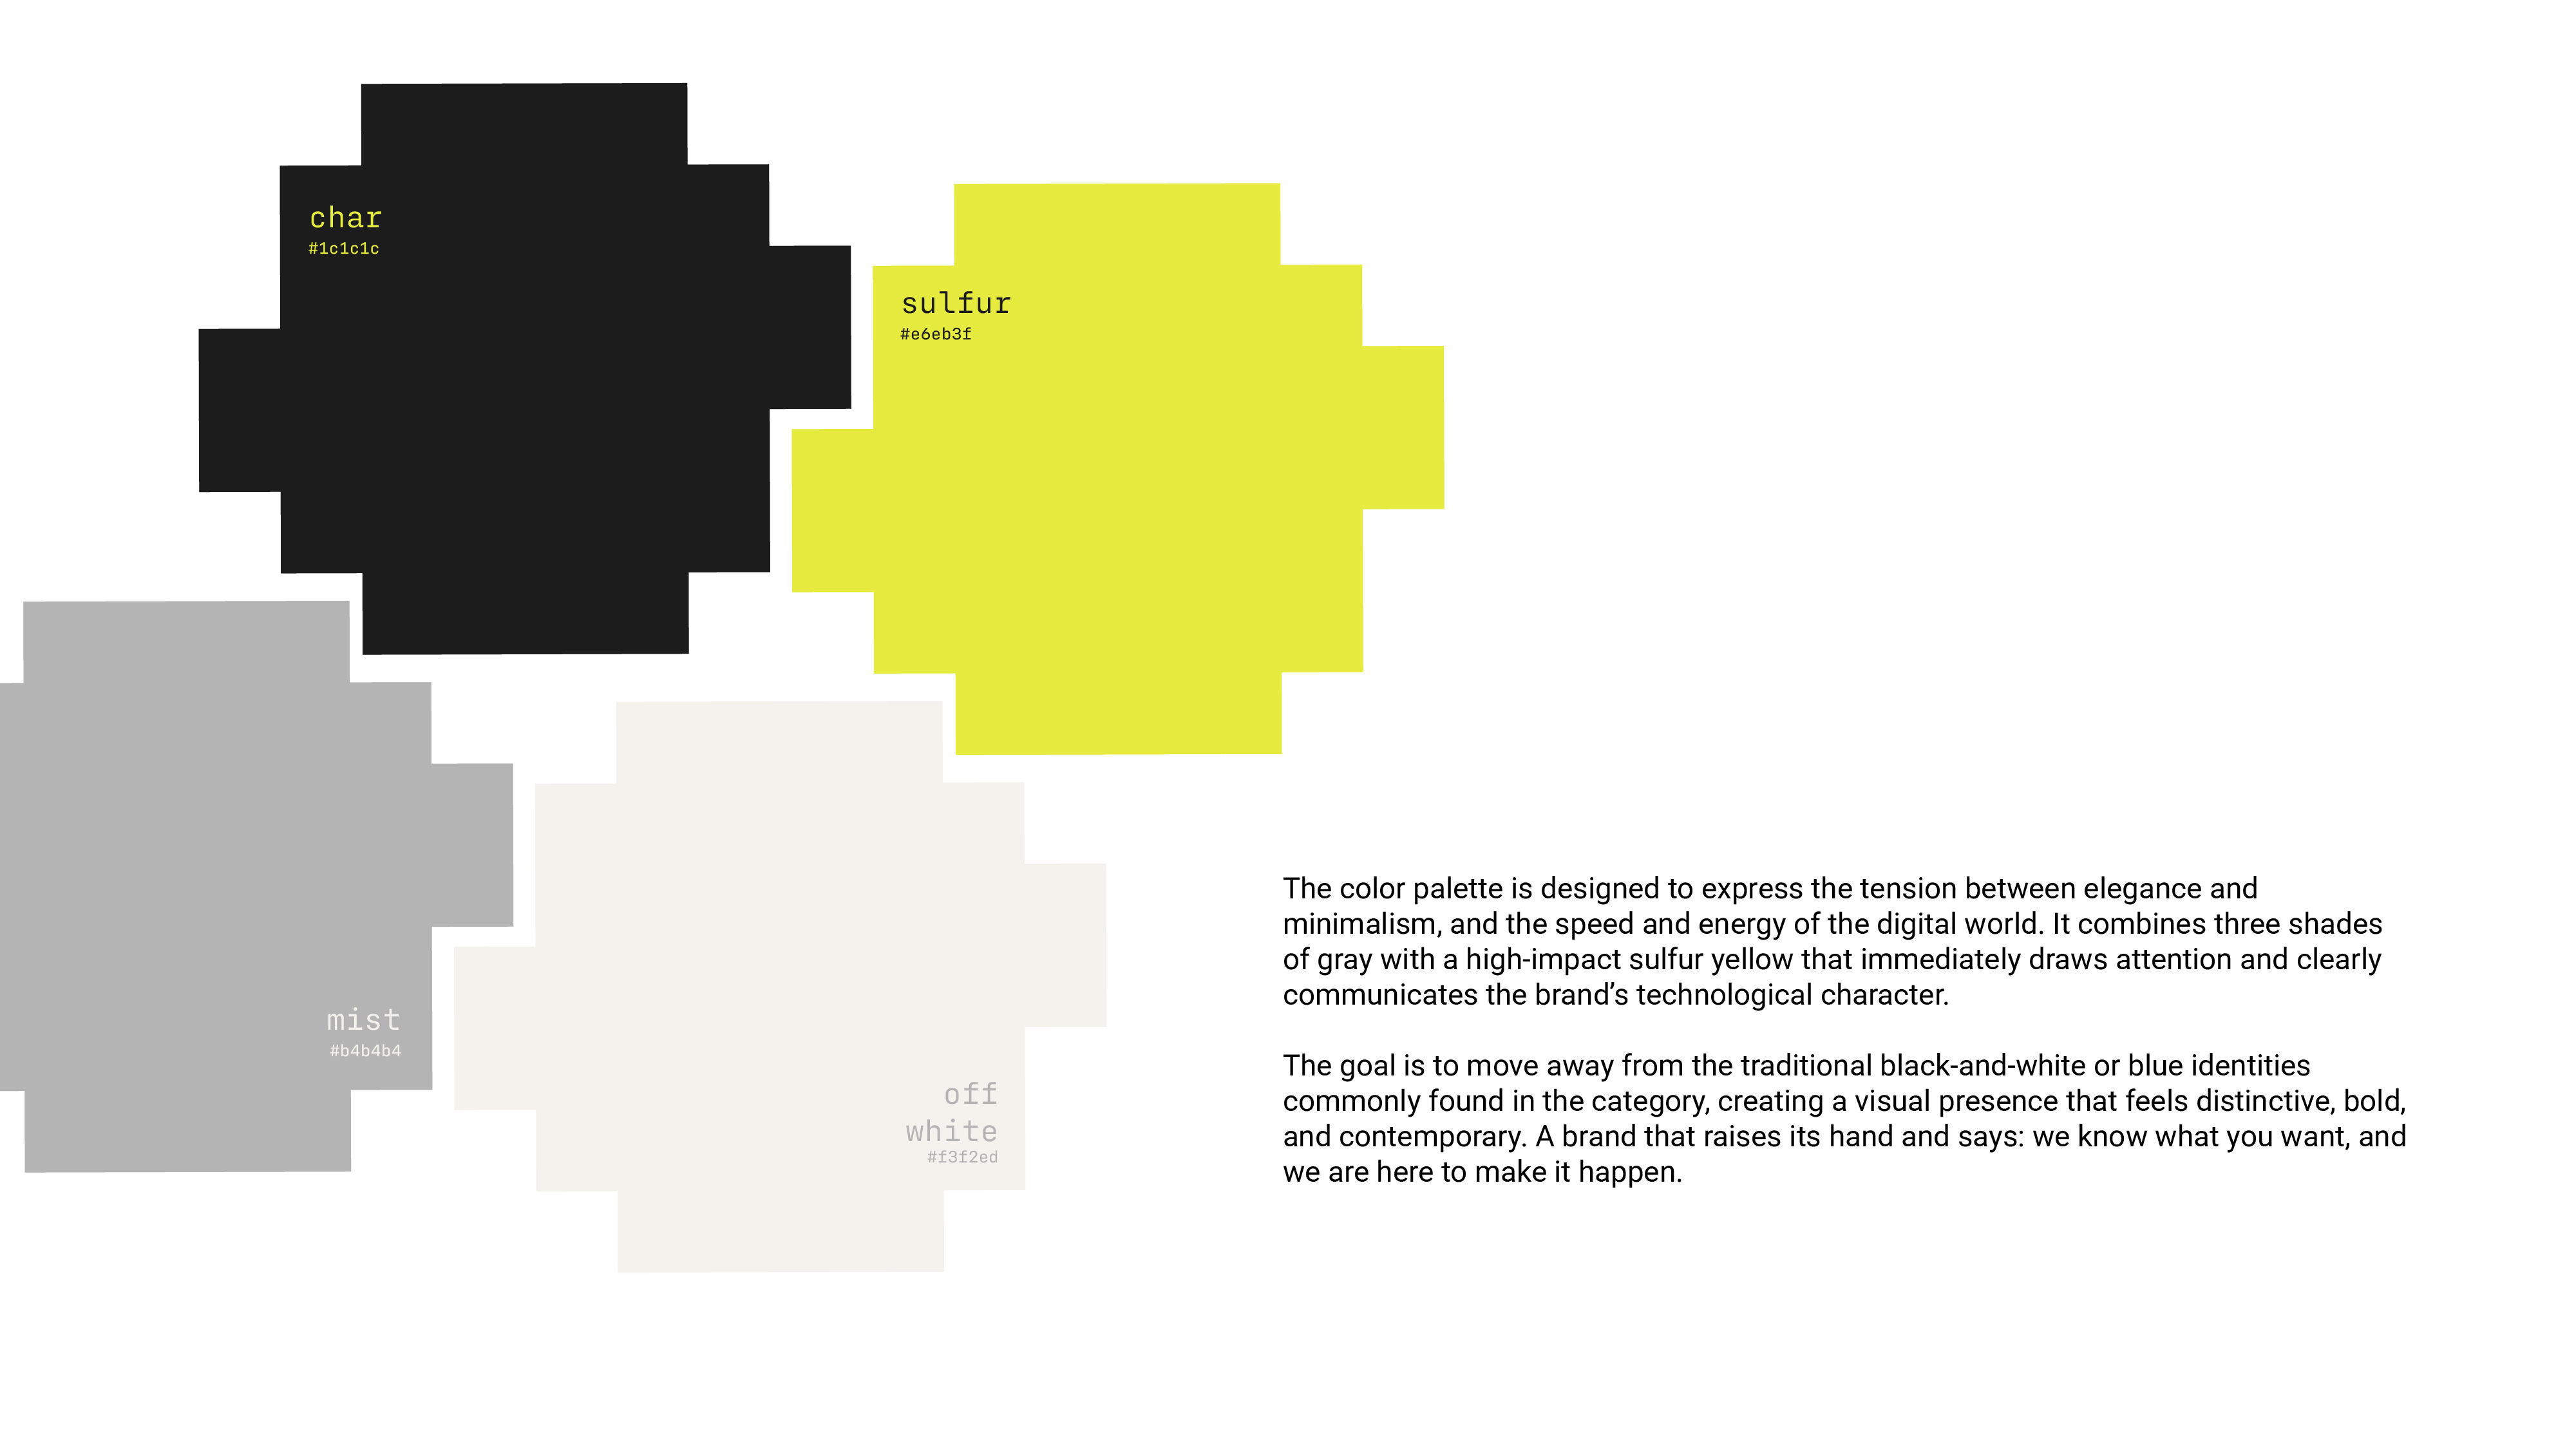 char
#1c1c1c
sulfur
#e6eb3f
mist
#b4b4b4
off
white
#f3f2ed
The color palette is designed to express the tension between elegance and
minimalism, and the speed and energy of the digital world. It combines three shades
of gray with a high-impact sulfur yellow that immediately draws attention and clearly
communicates the brand’s technological character.
The goal is to move away from the traditional black-and-white or blue identities
commonly found in the category, creating a visual presence that feels distinctive, bold,
and contemporary. A brand that raises its hand and says: we know what you want, and
we are here to make it happen.